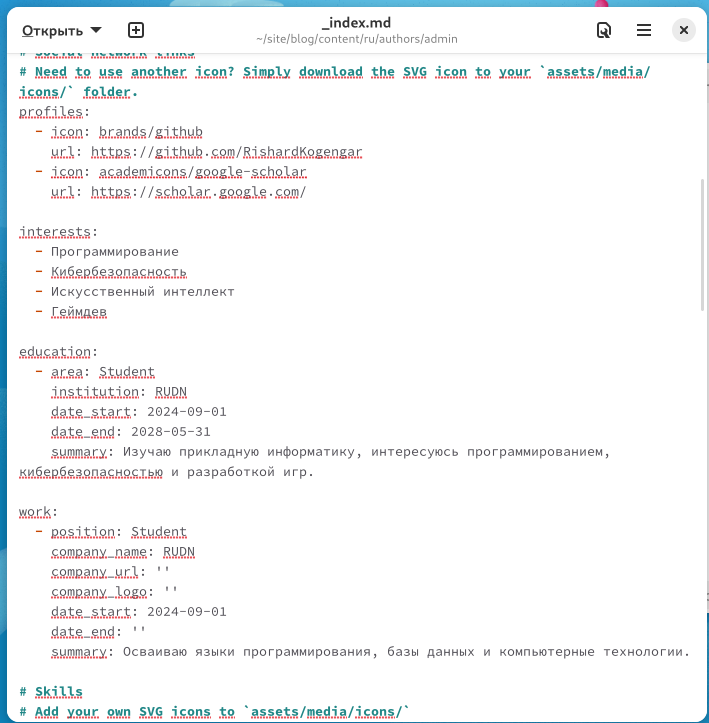 Открыть
_index.md
~/site/blog/content/ru/authors/admin
# Social network links
# Need to use another icon? Simply download the SVG icon to your `assets/media/
icons/` folder.
profiles:
- icon: brands/github
url: https://github.com/RishardKogengar
- icon: academicons/google-scholar
url: https://scholar.google.com/
interests:
- Программирование
- Кибербезопасность
- Искусственный интеллект
- Геймдев
education:
- area: Student
institution: RUDN
date_start: 2024-09-01
date_end: 2028-05-31
summary: Изучаю прикладную информатику, интересуюсь программированием,
кибербезопасностью и разработкой игр.
work:
- position: Student
company_name: RUDN
company_url: ''
company_logo: ''
date_start: 2024-09-01
date_end: ''
summary: Осваиваю языки программирования, базы данных и компьютерные технологии.
# Skills
# Add your own SVG icons to `assets/media/icons/`